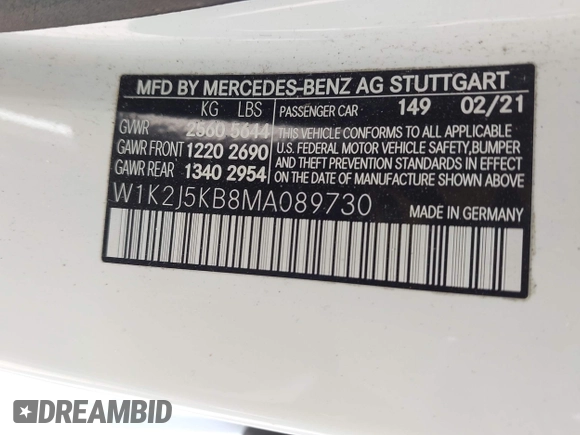 MFD BY MERCEDES-BENZ AG STUTTGART
KG LBS PASSENGER CAR 149 02/21
GVWR 2560 5644 THIS VEHICLE CONFORMS TO ALL APPLICABLE
GAWR FRONT 1220 2690 U.S. FEDERAL MOTOR VEHICLE SAFETY,BUMPER
GAWR REAR 1340 2954 AND THEFT PREVENTION STANDARDS IN EFFECT
ON THE DATE OF MANUFACTURE SHOWN ABOVE.
W1K2J5KB8MA089730
MADE IN GERMANY
DREAMBID